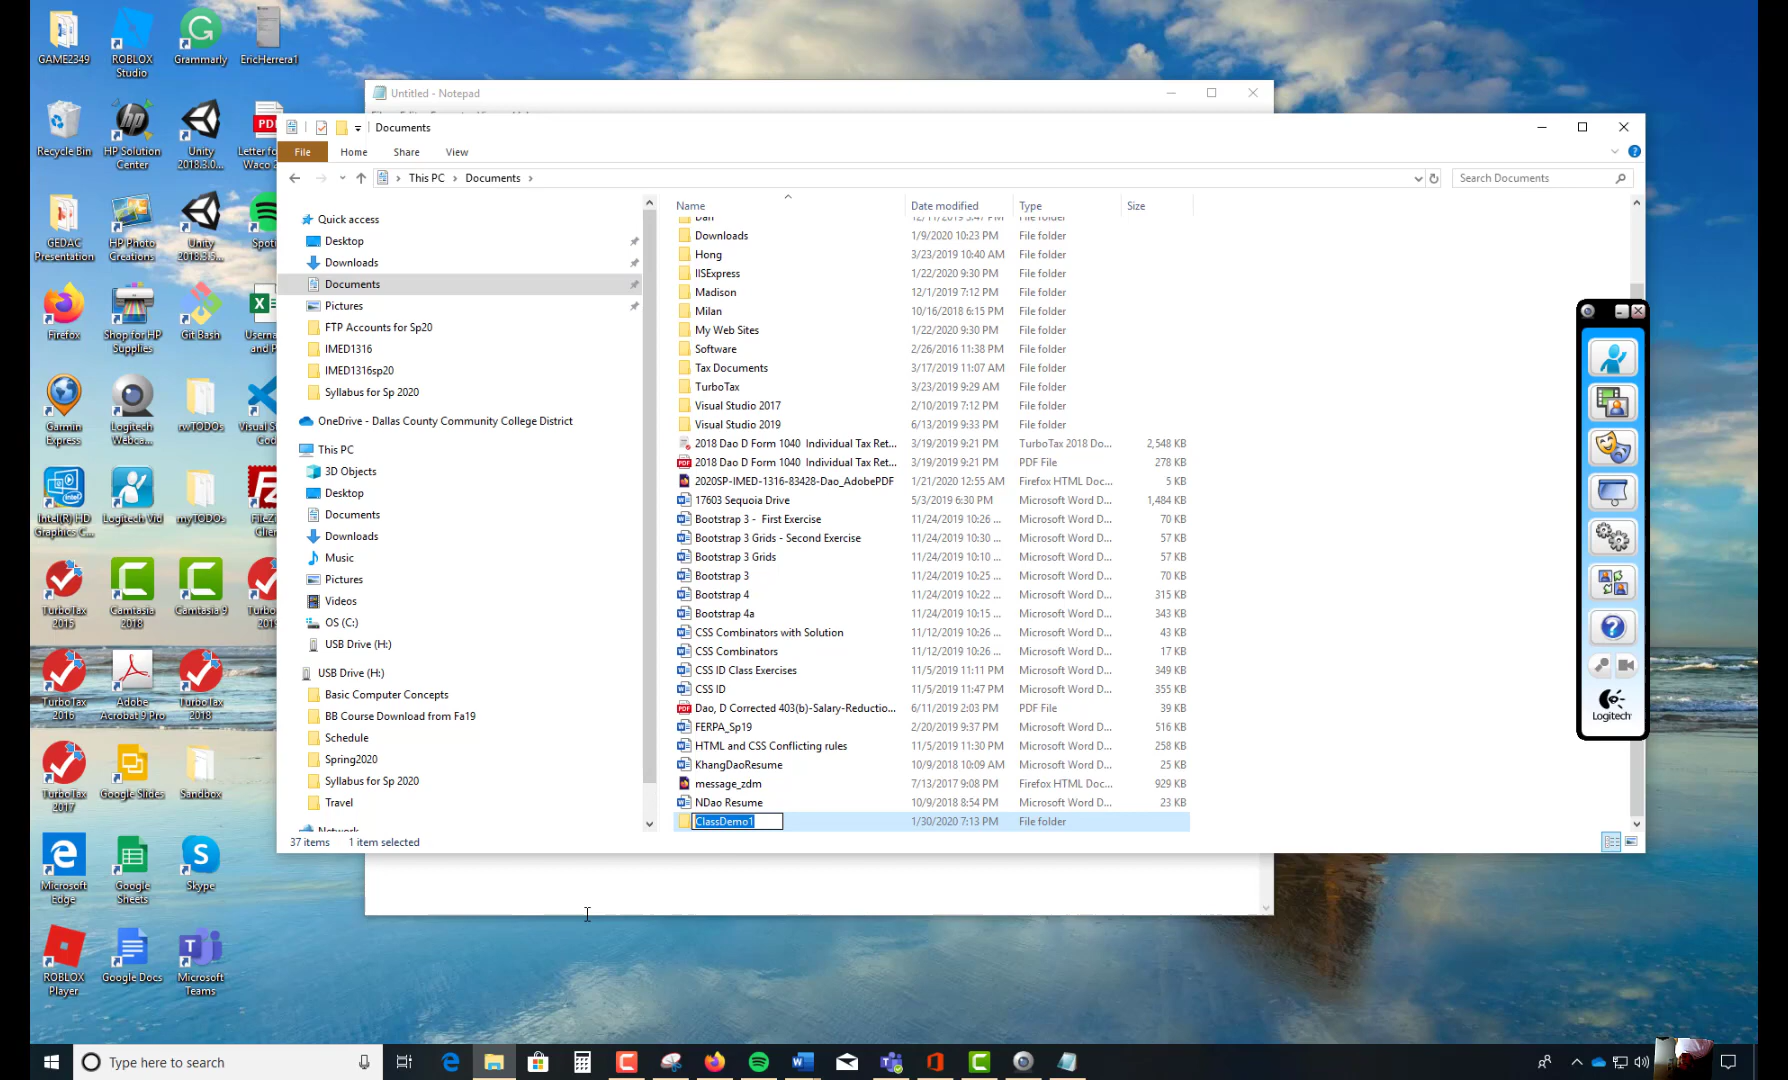 GAME2349
ROBLOX
Studio
Grammarly
EricHerrera1
Recycle Bin
HP Solution
Center
Unity
2018.3.0...
PDF
Letter for
Waco
GEDAC
Presentation
HP Photo
Creations
Unity
2018.3.5...
Spoti
Firefox
Shop for HP
Supplies
Git Bash
Userna
and P
Garmin
Express
Logitech
Webca...
Visual S
Cod
Intel(R) HD
Graphics C...
Logitech Vid
myTODOs
FileZi
Clien
TurboTax
2015
Camtasia
2018
Camtasia 9
TurboTax
2016
Adobe
Acrobat 9 Pro
TurboTax
2018
TurboTax
2017
Google Slides
Sandbox
Microsoft
Edge
Google
Sheets
Skype
ROBLOX
Player
Google Docs
Microsoft
Teams
Untitled - Notepad
Documents
File
Home
Share
View
This PC
Documents
Search Documents
Quick access
Desktop
Downloads
Documents
Pictures
FTP Accounts for Sp20
IMED1316
IMED1316sp20
Syllabus for Sp 2020
OneDrive - Dallas County Community College District
This PC
3D Objects
Desktop
Documents
Downloads
Music
Pictures
Videos
OS (C:)
USB Drive (H:)
USB Drive (H:)
Basic Computer Concepts
BB Course Download from Fa19
Schedule
Spring2020
Syllabus for Sp 2020
Travel
Network
Name Date modified Type Size
Dan 12/11/2019 3:47 PM File folder
Downloads 1/9/2020 10:23 PM File folder
Hong 3/23/2019 10:40 AM File folder
IISExpress 1/22/2020 9:30 PM File folder
Madison 12/1/2019 7:12 PM File folder
Milan 10/16/2018 6:15 PM File folder
My Web Sites 1/22/2020 9:30 PM File folder
Software 2/26/2016 11:38 PM File folder
Tax Documents 3/17/2019 11:07 AM File folder
TurboTax 3/23/2019 9:29 AM File folder
Visual Studio 2017 2/10/2019 7:12 PM File folder
Visual Studio 2019 6/13/2019 9:33 PM File folder
2018 Dao D Form 1040 Individual Tax Ret... 3/19/2019 9:21 PM TurboTax 2018 Do... 2,548 KB
2018 Dao D Form 1040 Individual Tax Ret... 3/19/2019 9:21 PM PDF File 278 KB
2020SP-IMED-1316-83428-Dao_AdobePDF 1/21/2020 12:55 AM Firefox HTML Doc... 5 KB
17603 Sequoia Drive 5/3/2019 6:30 PM Microsoft Word D... 1,484 KB
Bootstrap 3 - First Exercise 11/24/2019 10:26 ... Microsoft Word D... 70 KB
Bootstrap 3 Grids - Second Exercise 11/24/2019 10:30 ... Microsoft Word D... 57 KB
Bootstrap 3 Grids 11/24/2019 10:10 ... Microsoft Word D... 57 KB
Bootstrap 3 11/24/2019 10:25 ... Microsoft Word D... 70 KB
Bootstrap 4 11/24/2019 10:22 ... Microsoft Word D... 315 KB
Bootstrap 4a 11/24/2019 10:15 ... Microsoft Word D... 343 KB
CSS Combinators with Solution 11/12/2019 10:26 ... Microsoft Word D... 43 KB
CSS Combinators 11/12/2019 10:26 ... Microsoft Word D... 17 KB
CSS ID Class Exercises 11/5/2019 11:11 PM Microsoft Word D... 349 KB
CSS ID 11/5/2019 11:47 PM Microsoft Word D... 355 KB
Dao, D Corrected 403(b)-Salary-Reductio... 6/11/2019 2:03 PM PDF File 39 KB
FERPA_Sp19 2/20/2019 9:37 PM Microsoft Word D... 516 KB
HTML and CSS Conflicting rules 11/5/2019 11:30 PM Microsoft Word D... 258 KB
KhangDaoResume 10/9/2018 10:09 AM Microsoft Word D... 25 KB
message_zdm 7/13/2017 9:08 PM Firefox HTML Doc... 929 KB
NDao Resume 10/9/2018 8:54 PM Microsoft Word D... 23 KB
ClassDemo1 1/30/2020 7:13 PM File folder
37 items 1 item selected
Logitech
Type here to search